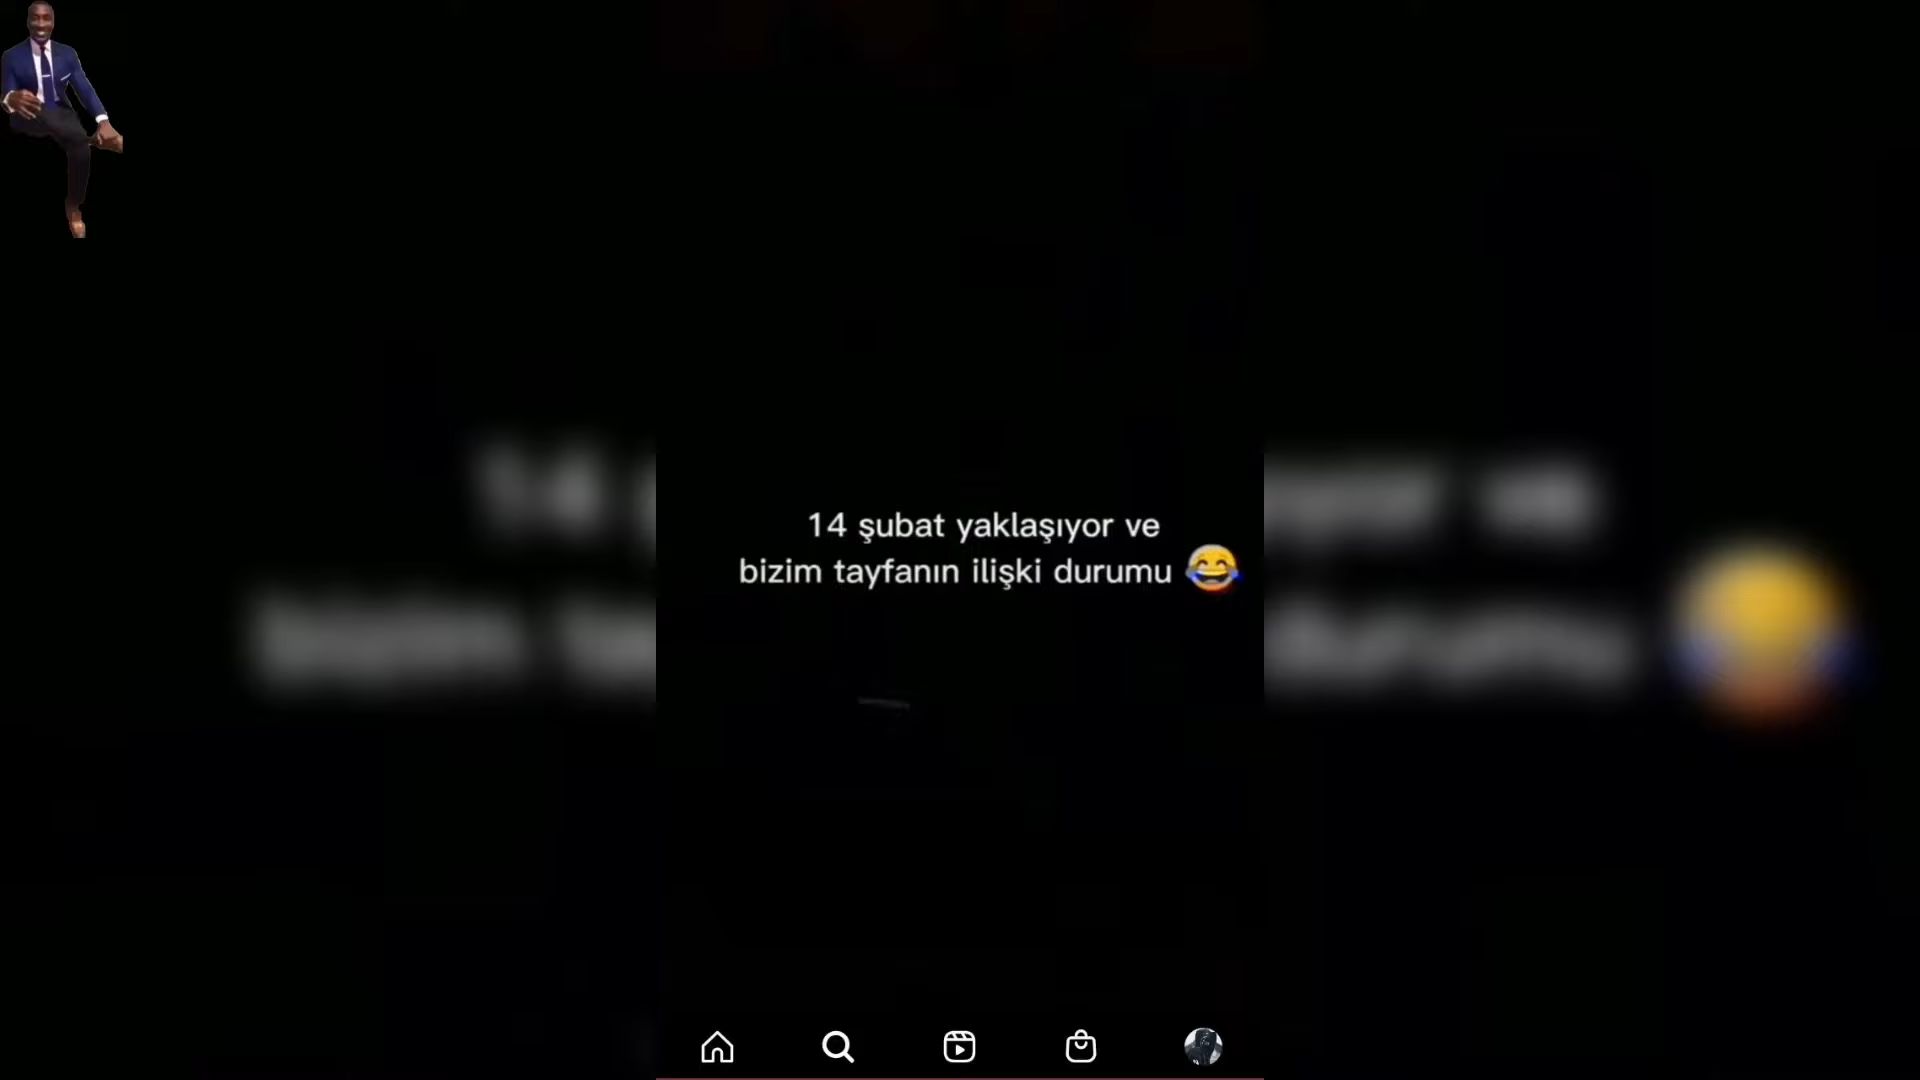 14 şubat yaklaşıyor ve
bizim tayfanın ilişki durumu 😂